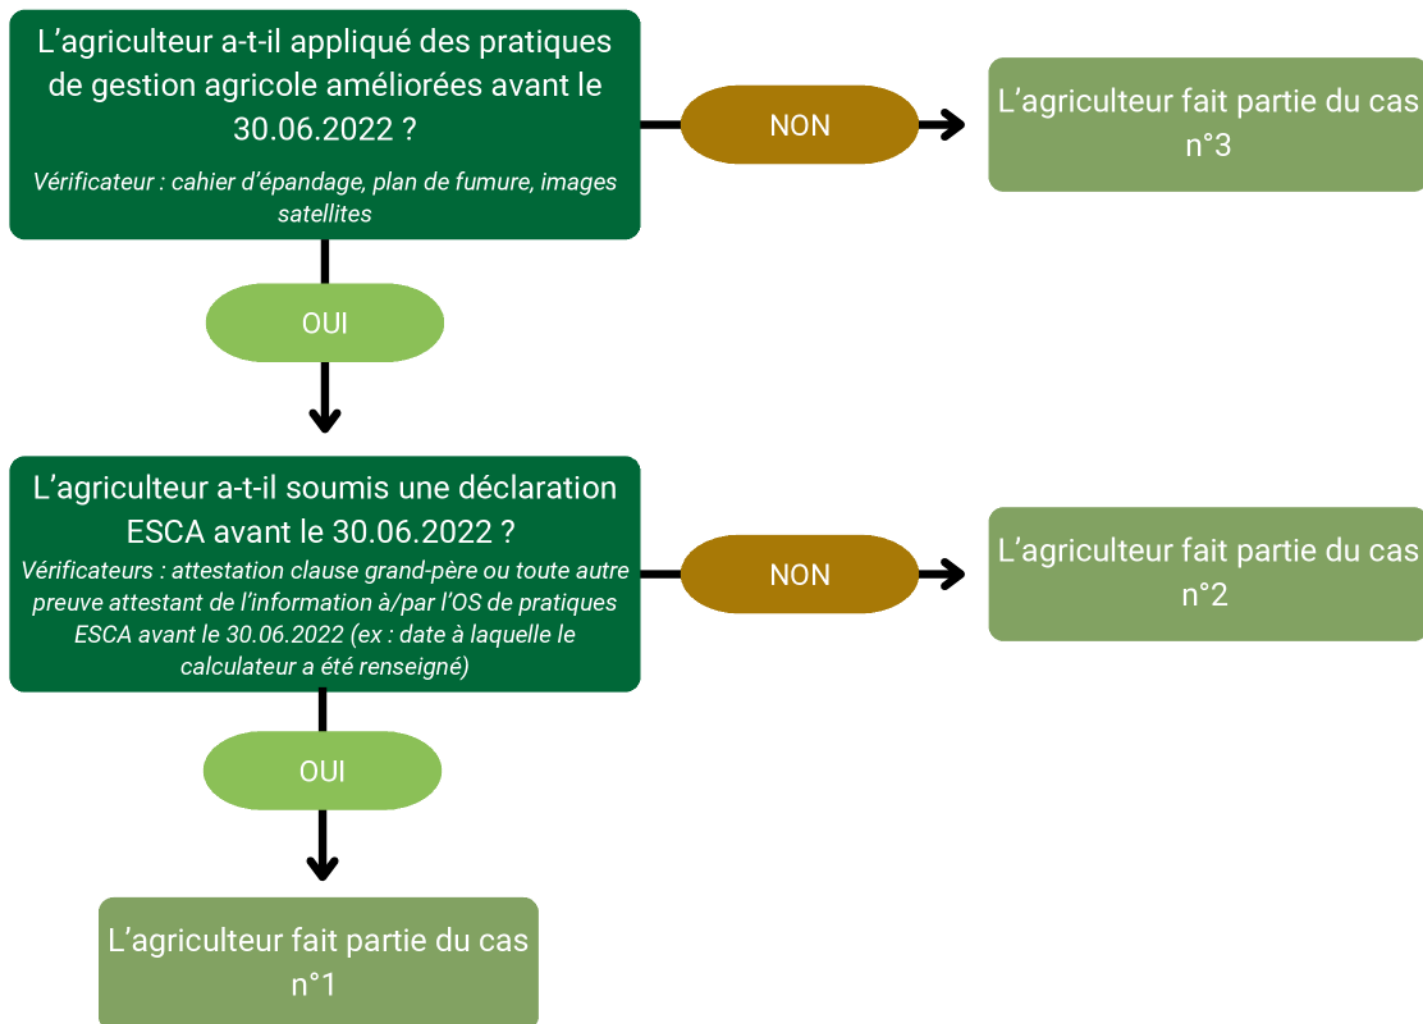 L’agriculteur a-t-il appliqué des pratiques
de gestion agricole améliorées avant le
30.06.2022 ?
Vérificateur : cahier d’épandage, plan de fumure, images
satellites
NON
L’agriculteur fait partie du cas
n°3
OUI
L’agriculteur a-t-il soumis une déclaration
ESCA avant le 30.06.2022 ?
Vérificateurs : attestation clause grand-père ou toute autre
preuve attestant de l’information à/par l’OS de pratiques
ESCA avant le 30.06.2022 (ex : date à laquelle le
calculateur a été renseigné)
NON
L’agriculteur fait partie du cas
n°2
OUI
L’agriculteur fait partie du cas
n°1